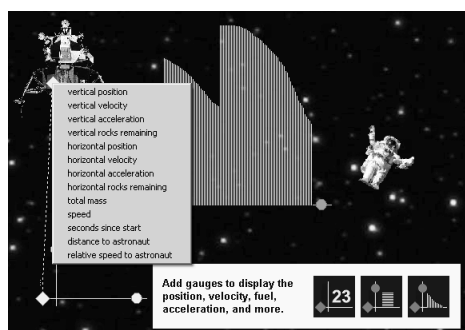 vertical position
vertical velocity
vertical acceleration
vertical rocks remaining
horizontal position
horizontal velocity
horizontal acceleration
horizontal rocks remaining
total mass
speed
seconds since start
distance to astronaut
relative speed to astronaut
Add gauges to display the
position, velocity, fuel,
acceleration, and more.
23